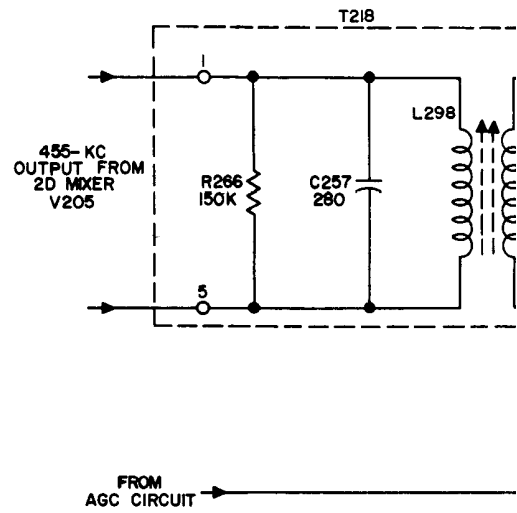 T218
1
L298
455-KC
OUTPUT FROM
2D MIXER
V205
R266
150K
C257
280
5
FROM
AGC CIRCUIT